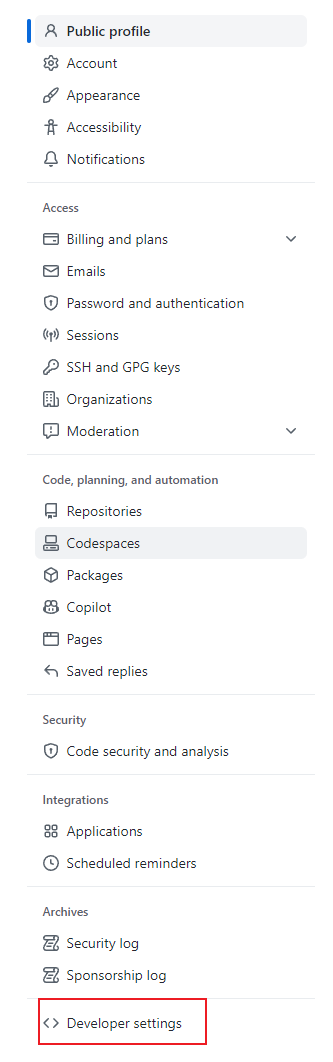 Public profile
Account
Appearance
Accessibility
Notifications
Access
Billing and plans
Emails
Password and authentication
Sessions
SSH and GPG keys
Organizations
Moderation
Code, planning, and automation
Repositories
Codespaces
Packages
Copilot
Pages
Saved replies
Security
Code security and analysis
Integrations
Applications
Scheduled reminders
Archives
Security log
Sponsorship log
Developer settings